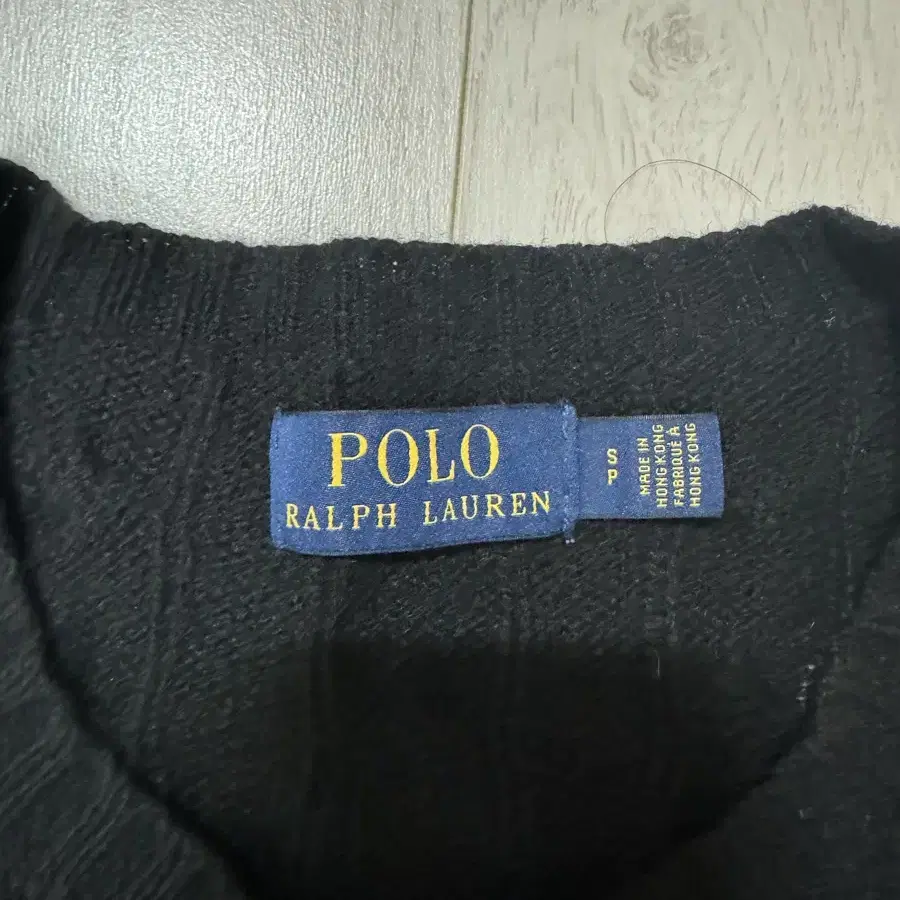 POLO
RALPH LAUREN
S
P
MADE IN
HONG KONG
FABRIQUÉ À
HONG KONG